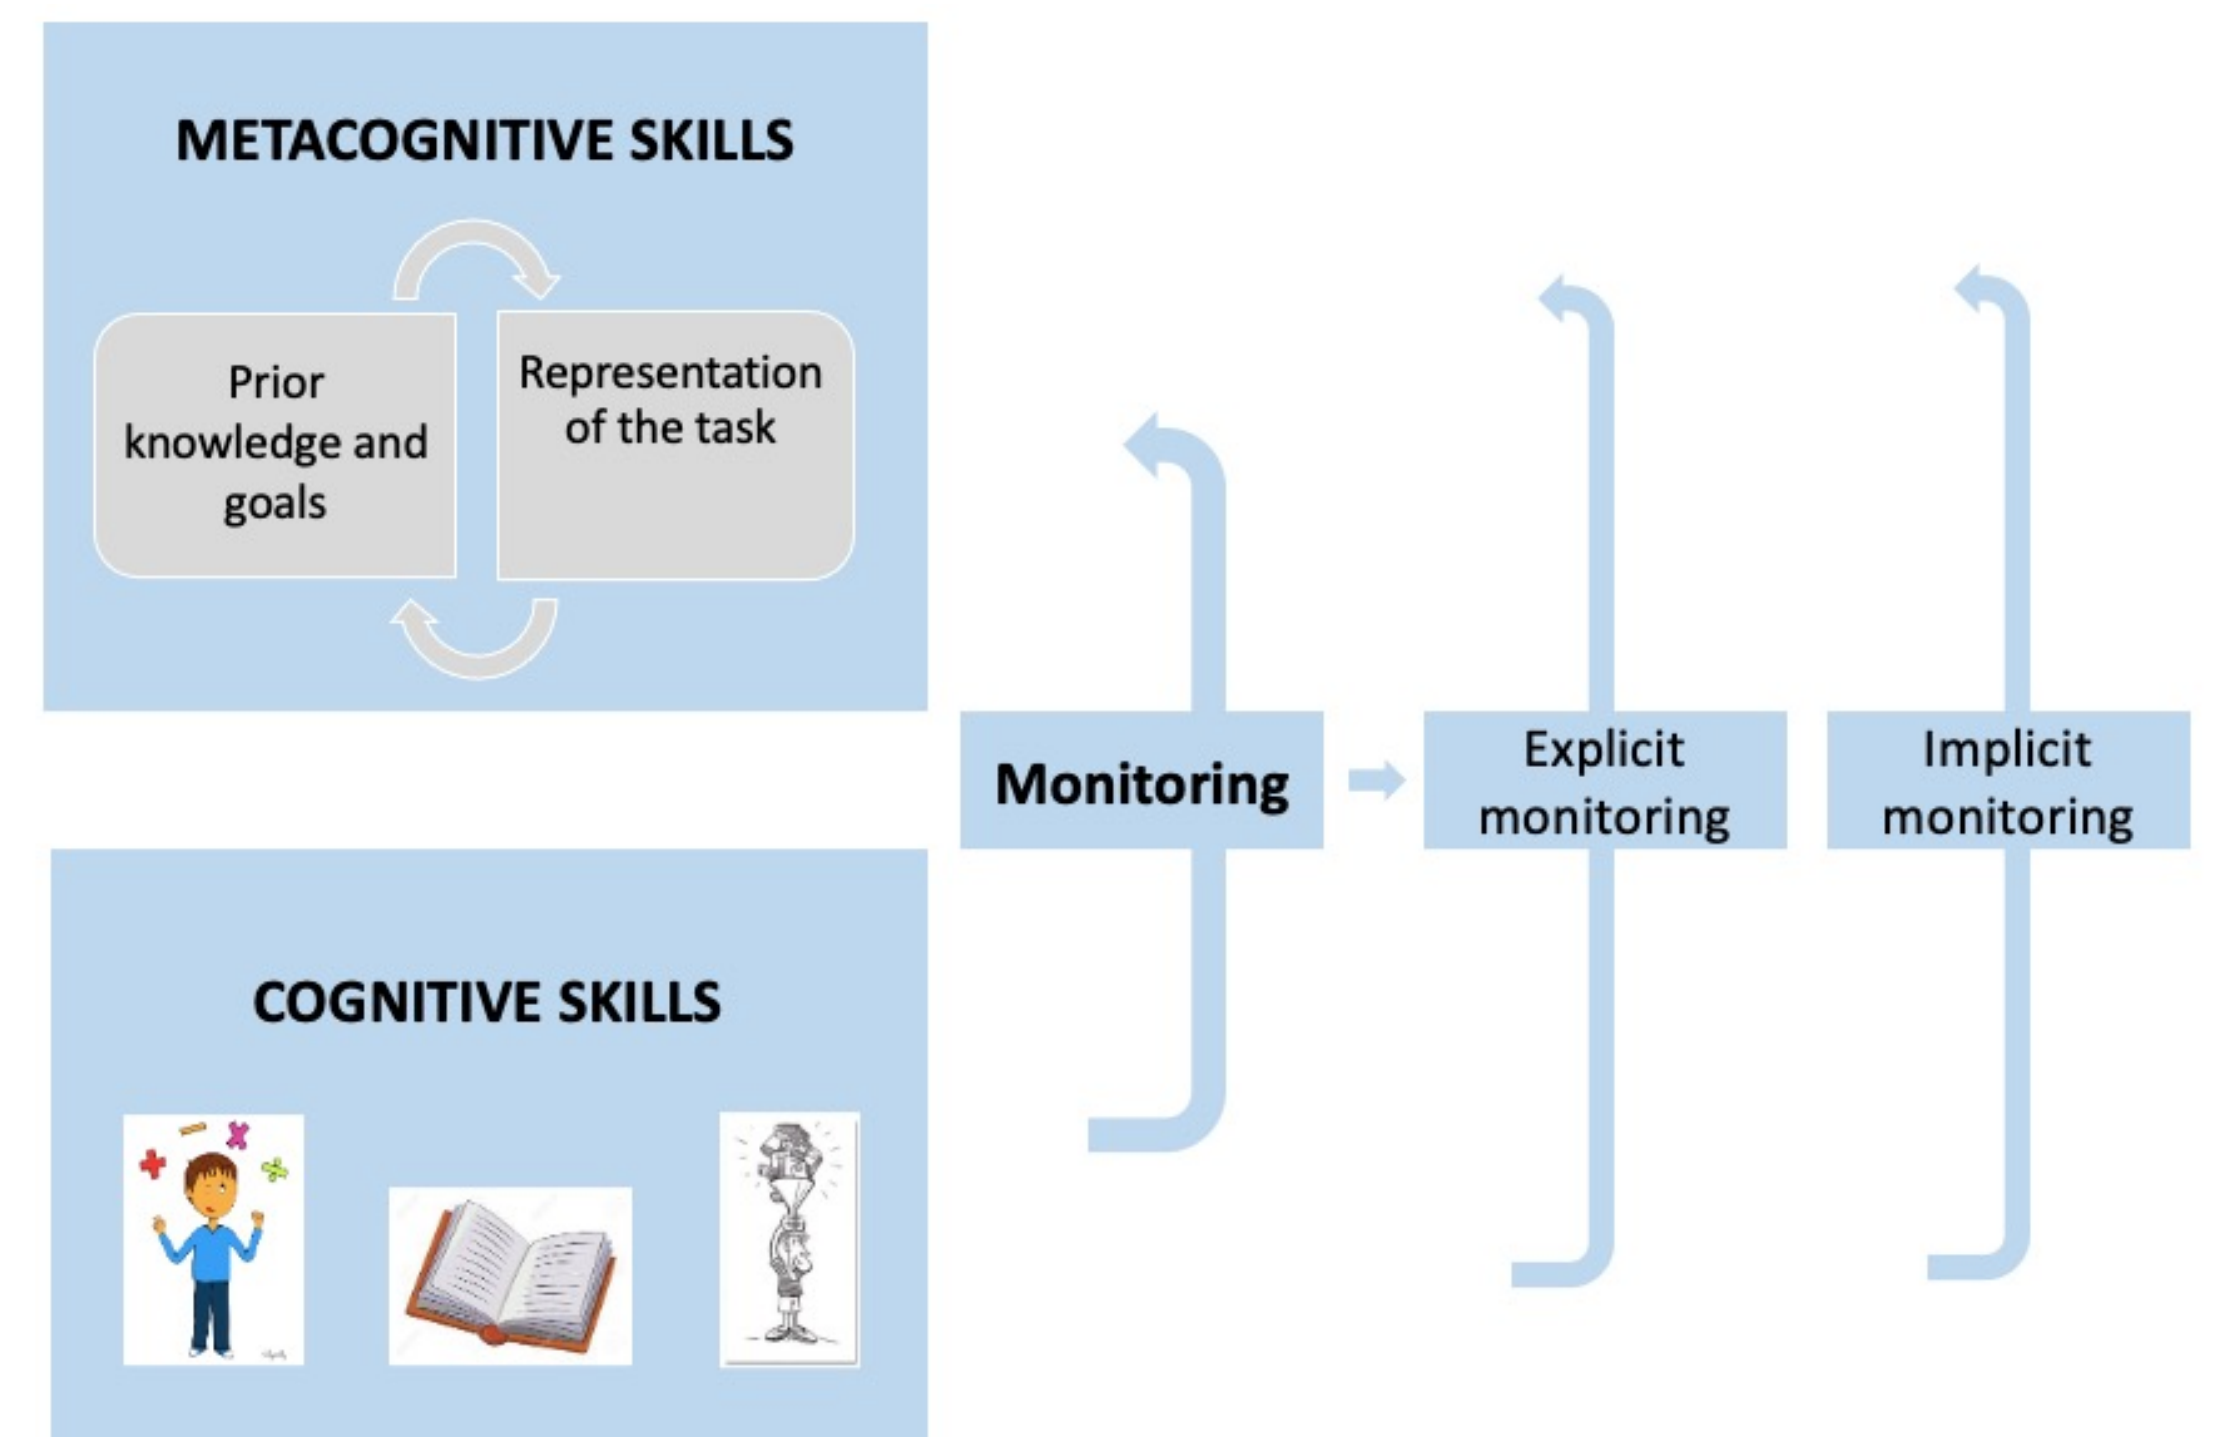 METACOGNITIVE SKILLS
Prior
knowledge and
goals
Representation
of the task
Monitoring
Explicit
monitoring
Implicit
monitoring
COGNITIVE SKILLS